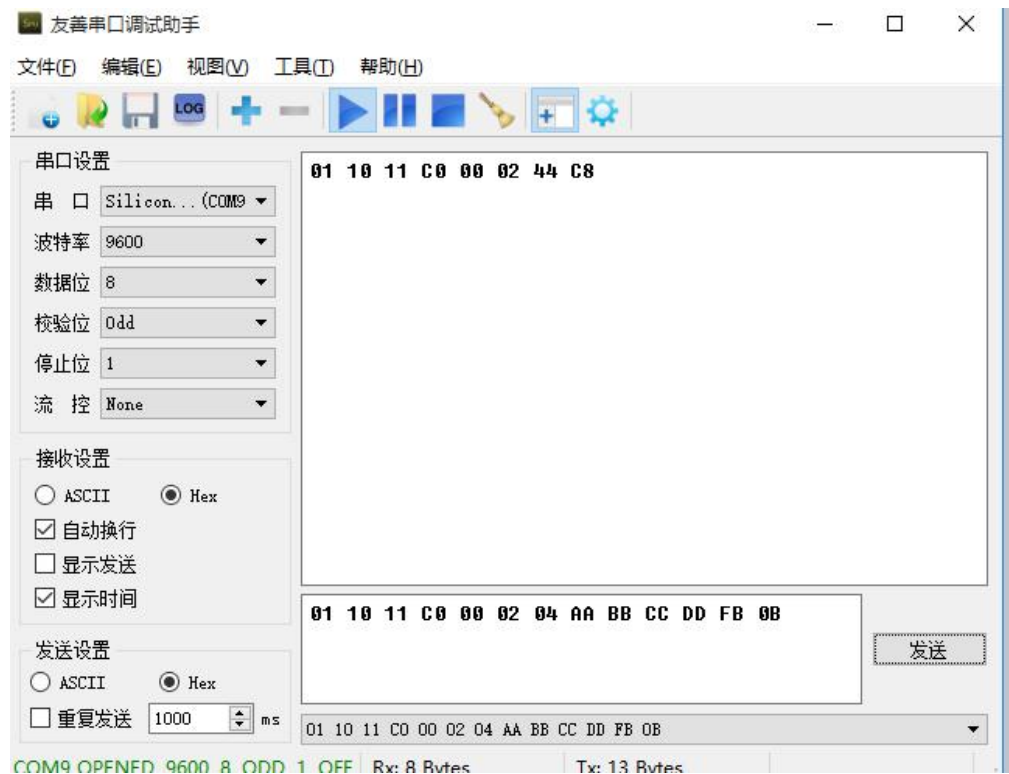 友善串口调试助手
文件(F) 编辑(E) 视图(V) 工具(T) 帮助(H)
LOG
串口设置
串 口 Silicon...(COM9
波特率 9600
数据位 8
校验位 Odd
停止位 1
流 控 None
接收设置
ASCII Hex
自动换行
显示发送
显示时间
发送设置
ASCII Hex
重复发送 1000 ms
01 10 11 C0 00 02 44 C8
01 10 11 C0 00 02 04 AA BB CC DD FB 0B
发送
01 10 11 C0 00 02 04 AA BB CC DD FB 0B
COM9 OPENED, 9600, 8, ODD, 1, OFF Rx: 8 Bytes Tx: 13 Bytes